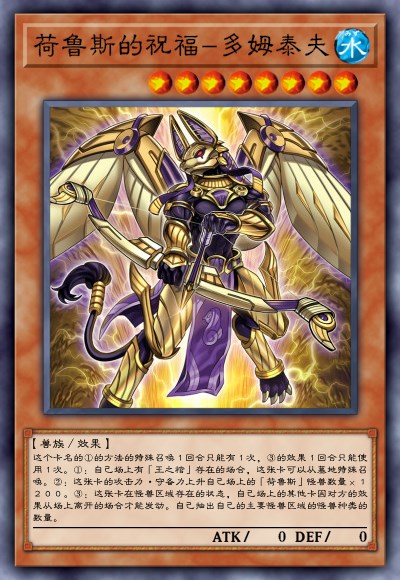 荷鲁斯的祝福-多姆泰夫
水
【兽族/效果】
这个卡名的①的方法的特殊召唤1回合只能有1次，③的效果1回合只能使
用1次。①：自己场上有「王之棺」存在的场合，这张卡可以从墓地特殊召
唤。②：这张卡的攻击力·守备力上升自己场上的「荷鲁斯」怪兽数量×1
200。③：这张卡在怪兽区域存在的状态，自己场上的其他卡因对方的效
果从场上离开的场合才能发动。自己抽出自己的主要怪兽区域的怪兽种类的
数量。
ATK/ 0 DEF/ 0